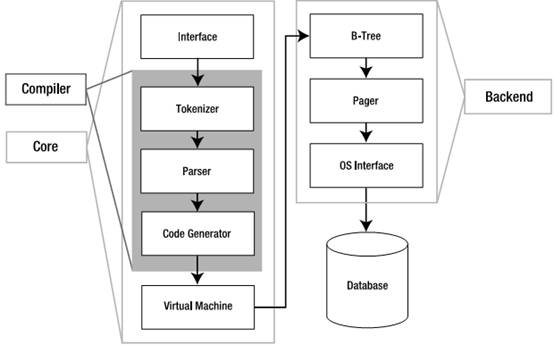 Interface
Compiler
Tokenizer
Core
Parser
Code Generator
Virtual Machine
B-Tree
Pager
Backend
OS Interface
Database